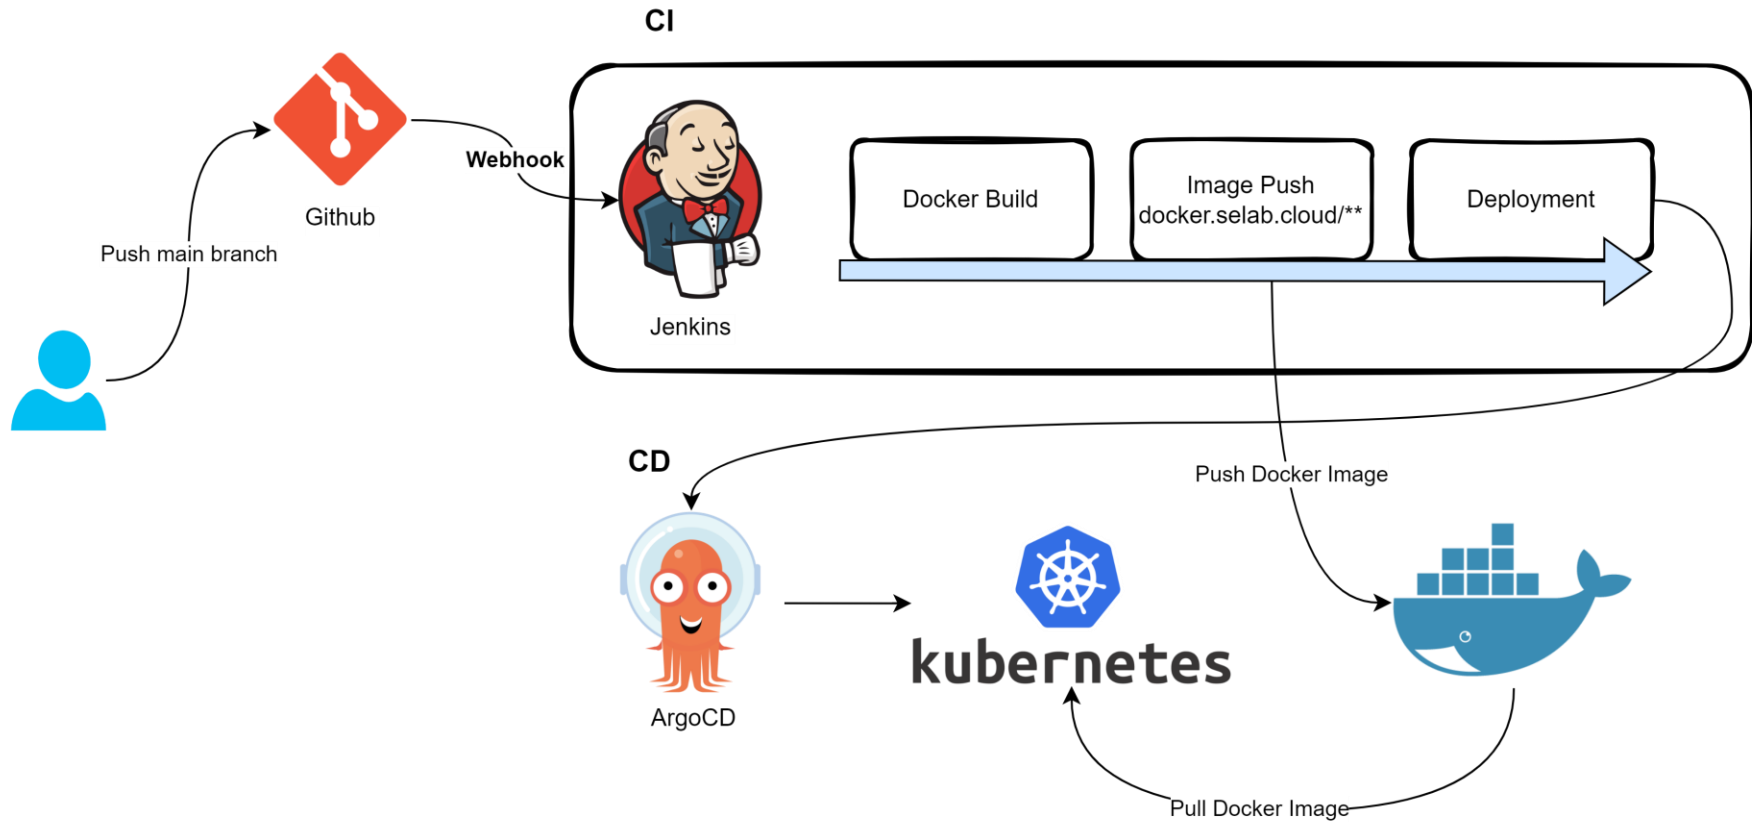 CI
Github
Webhook
Push main branch
Jenkins
Docker Build
Image Push
docker.selab.cloud/**
Deployment
CD
Push Docker Image
ArgoCD
kubernetes
Pull Docker Image